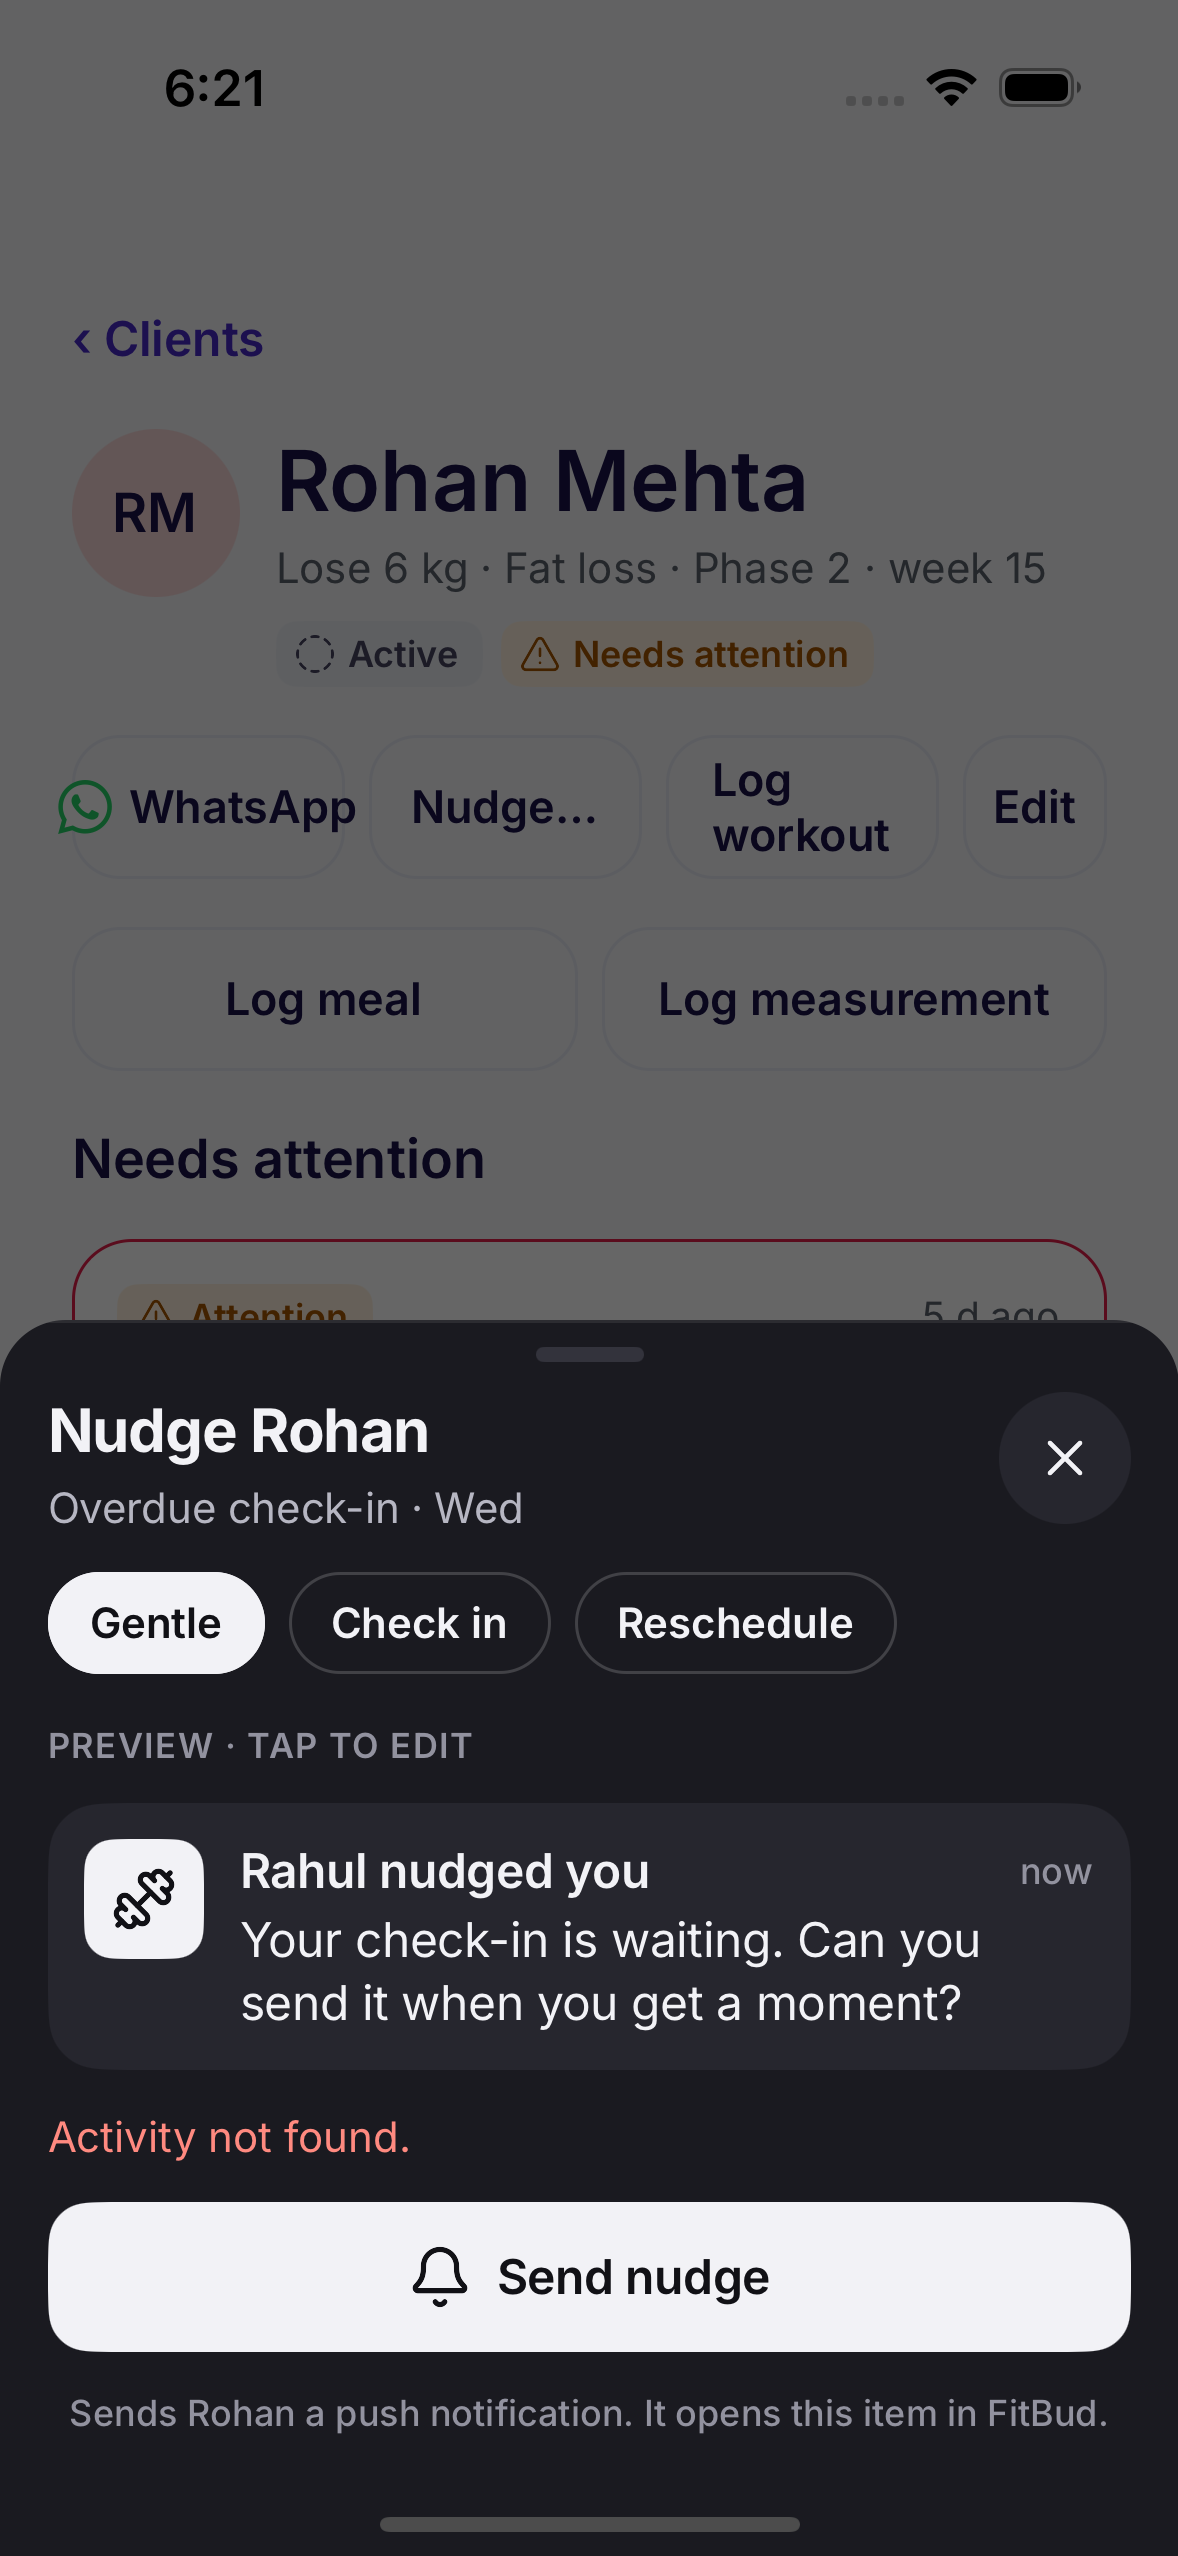 6:21
‹ Clients
RM
Rohan Mehta
Lose 6 kg · Fat loss · Phase 2 · week 15
Active
Needs attention
WhatsApp
Nudge...
Log
workout
Edit
Log meal
Log measurement
Needs attention
Attention
5 d ago
Nudge Rohan
Overdue check-in · Wed
Gentle
Check in
Reschedule
PREVIEW · TAP TO EDIT
Rahul nudged you
now
Your check-in is waiting. Can you
send it when you get a moment?
Activity not found.
Send nudge
Sends Rohan a push notification. It opens this item in FitBud.